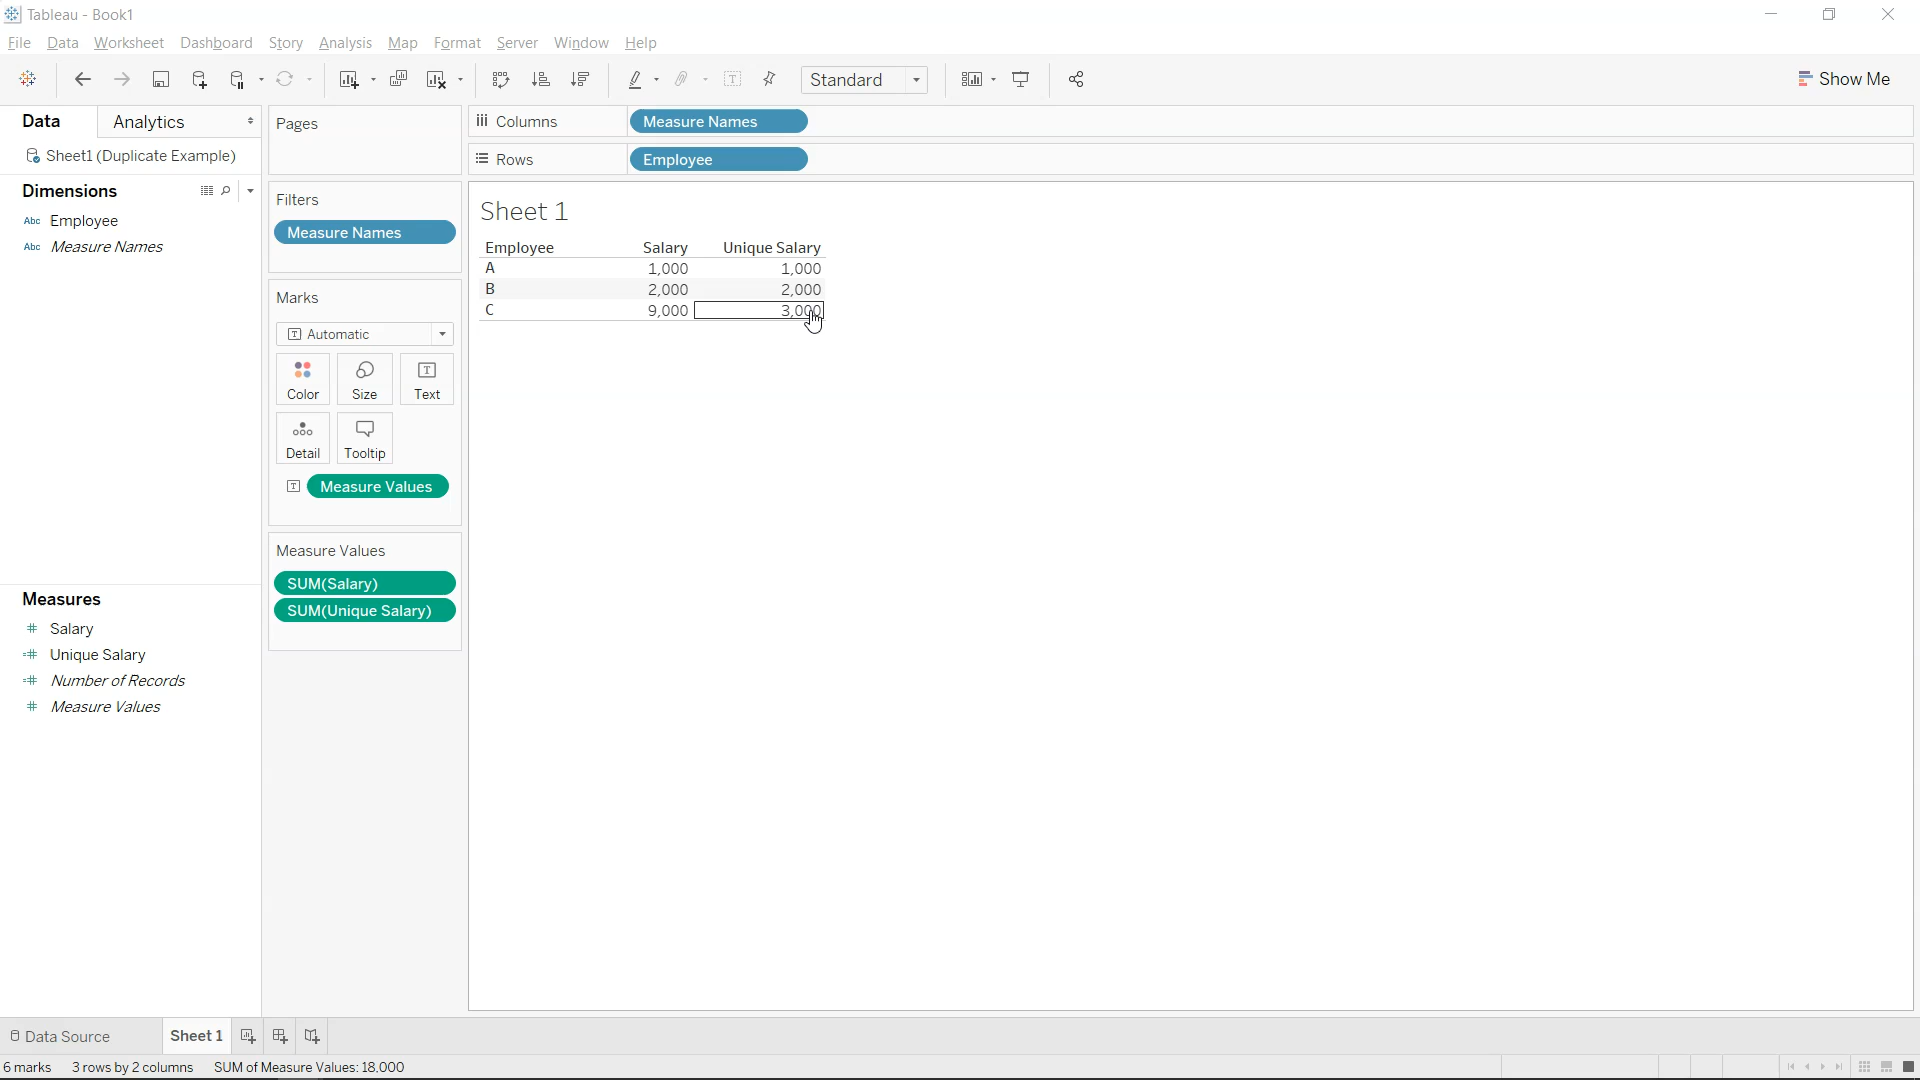 Tableau - Book1
File Data Worksheet Dashboard Story Analysis Map Format Server Window Help
Standard
Show Me
Data Analytics
Sheet1 (Duplicate Example)
Dimensions
Abc Employee
Abc Measure Names
Measures
# Salary
=# Unique Salary
=# Number of Records
# Measure Values
Pages
Filters
Measure Names
Marks
T Automatic
Color Size T Text
Detail Tooltip
T Measure Values
Measure Values
SUM(Salary)
SUM(Unique Salary)
Columns Measure Names
Rows Employee
Sheet 1
Employee Salary Unique Salary
A 1,000 1,000
B 2,000 2,000
C 9,000 3,000
Data Source Sheet 1
6 marks 3 rows by 2 columns SUM of Measure Values: 18,000